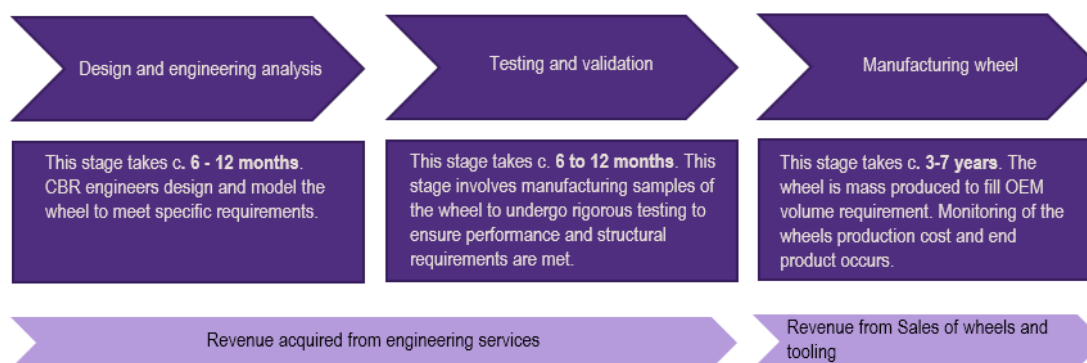 Design and engineering analysis
Testing and validation
Manufacturing wheel
This stage takes c. 6 - 12 months.
CBR engineers design and model the
wheel to meet specific requirements.
This stage takes c. 6 to 12 months. This
stage involves manufacturing samples of
the wheel to undergo rigorous testing to
ensure performance and structural
requirements are met.
This stage takes c. 3-7 years. The
wheel is mass produced to fill OEM
volume requirement. Monitoring of the
wheels production cost and end
product occurs.
Revenue acquired from engineering services
Revenue from Sales of wheels and
tooling